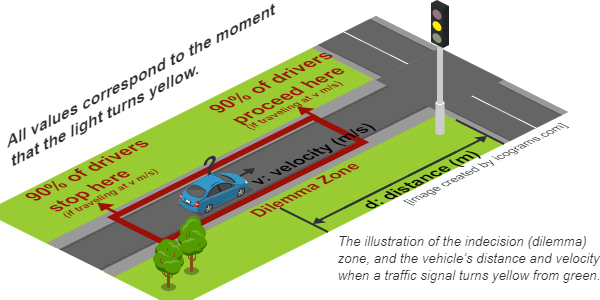 All values correspond to the moment
that the light turns yellow.
90% of drivers
proceed here
(if traveling at v m/s)
90% of drivers
stop here
(if traveling at v m/s)
?
v: velocity (m/s)
Dilemma Zone
d: distance (m)
[image created by icograms.com]
The illustration of the indecision (dilemma)
zone, and the vehicle's distance and velocity
when a traffic signal turns yellow from green.